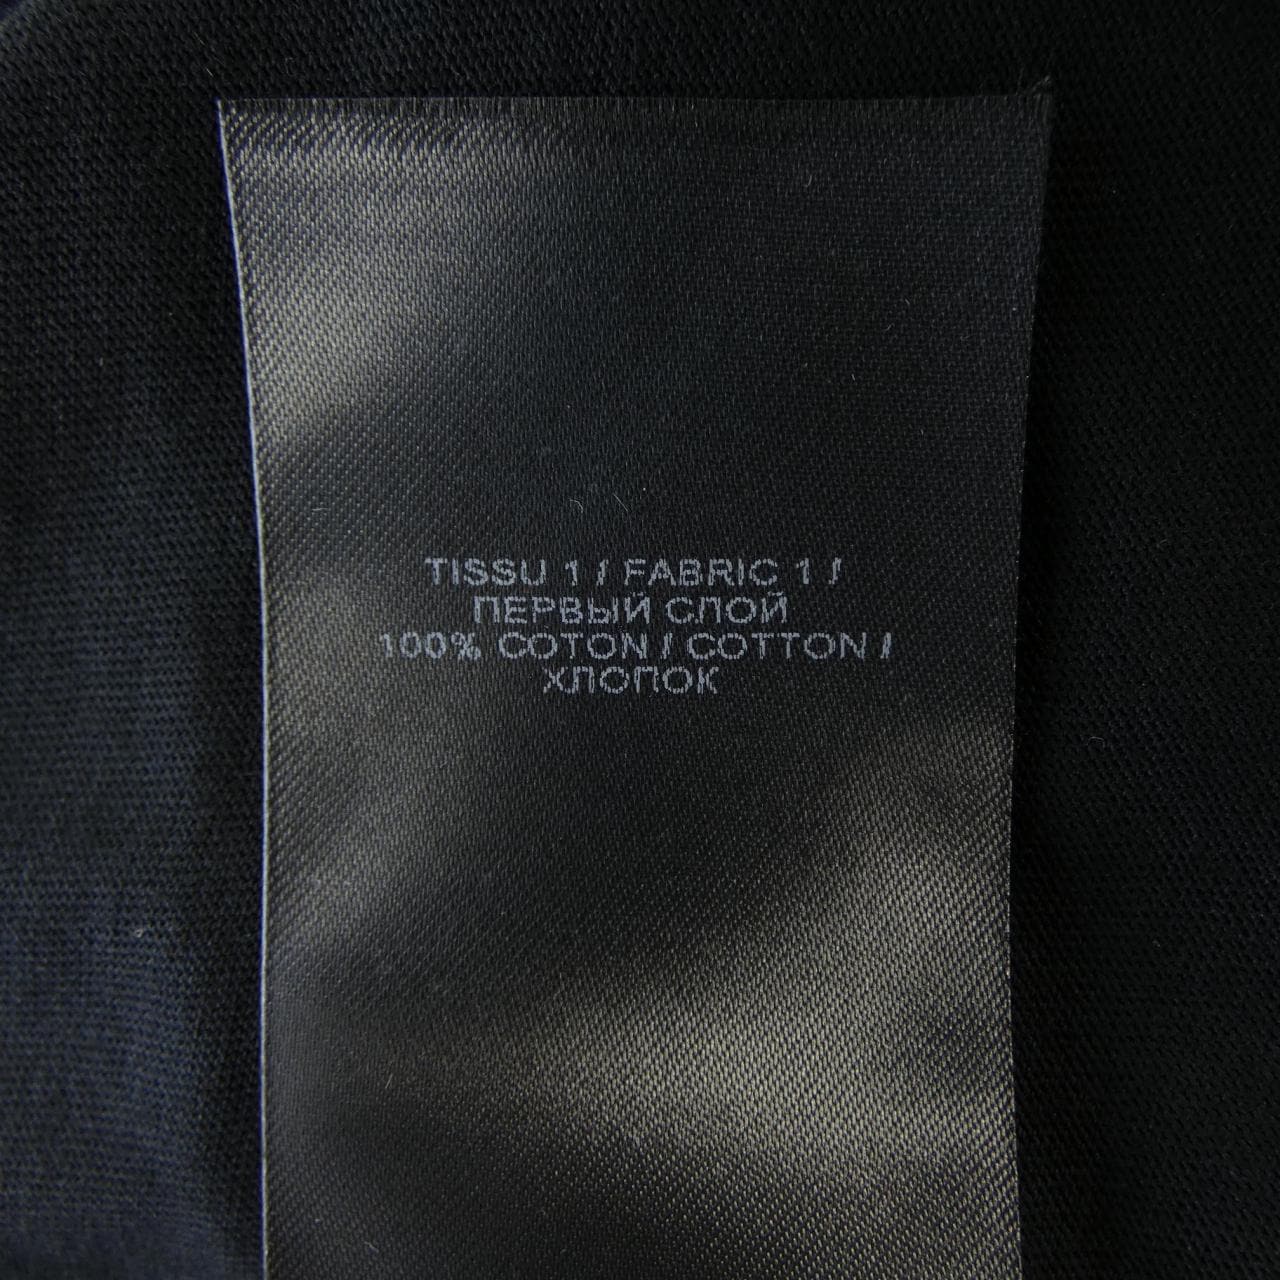 TISSU 1 / FABRIC 1 /
ПЕРВЫЙ СЛОЙ
100% COTON / COTTON /
ХЛОПОК